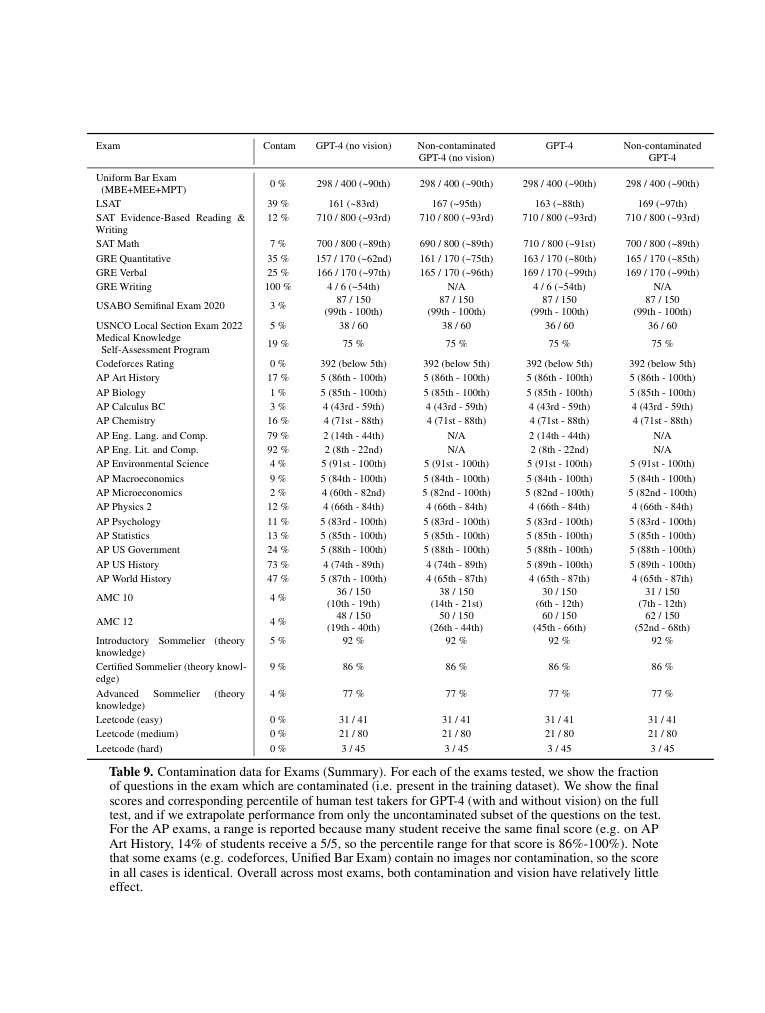 Exam Contam GPT-4 (no vision) Non-contaminated GPT-4 Non-contaminated
GPT-4 (no vision) GPT-4
Uniform Bar Exam
(MBE+MEE+MPT) 0 % 298 / 400 (~90th) 298 / 400 (~90th) 298 / 400 (~90th) 298 / 400 (~90th)
LSAT 39 % 161 (~83rd) 167 (~95th) 163 (~88th) 169 (~97th)
SAT Evidence-Based Reading & 12 % 710 / 800 (~93rd) 710 / 800 (~93rd) 710 / 800 (~93rd) 710 / 800 (~93rd)
Writing
SAT Math 7 % 700 / 800 (~89th) 690 / 800 (~89th) 710 / 800 (~91st) 700 / 800 (~89th)
GRE Quantitative 35 % 157 / 170 (~62nd) 161 / 170 (~75th) 163 / 170 (~80th) 165 / 170 (~85th)
GRE Verbal 25 % 166 / 170 (~97th) 165 / 170 (~96th) 169 / 170 (~99th) 169 / 170 (~99th)
GRE Writing 100 % 4 / 6 (~54th) N/A 4 / 6 (~54th) N/A
USABO Semifinal Exam 2020 3 % 87 / 150 87 / 150 87 / 150 87 / 150
(99th - 100th) (99th - 100th) (99th - 100th) (99th - 100th)
USNCO Local Section Exam 2022 5 % 38 / 60 38 / 60 36 / 60 36 / 60
Medical Knowledge
Self-Assessment Program 19 % 75 % 75 % 75 % 75 %
Codeforces Rating 0 % 392 (below 5th) 392 (below 5th) 392 (below 5th) 392 (below 5th)
AP Art History 17 % 5 (86th - 100th) 5 (86th - 100th) 5 (86th - 100th) 5 (86th - 100th)
AP Biology 1 % 5 (85th - 100th) 5 (85th - 100th) 5 (85th - 100th) 5 (85th - 100th)
AP Calculus BC 3 % 4 (43rd - 59th) 4 (43rd - 59th) 4 (43rd - 59th) 4 (43rd - 59th)
AP Chemistry 16 % 4 (71st - 88th) 4 (71st - 88th) 4 (71st - 88th) 4 (71st - 88th)
AP Eng. Lang. and Comp. 79 % 2 (14th - 44th) N/A 2 (14th - 44th) N/A
AP Eng. Lit. and Comp. 92 % 2 (8th - 22nd) N/A 2 (8th - 22nd) N/A
AP Environmental Science 4 % 5 (91st - 100th) 5 (91st - 100th) 5 (91st - 100th) 5 (91st - 100th)
AP Macroeconomics 9 % 5 (84th - 100th) 5 (84th - 100th) 5 (84th - 100th) 5 (84th - 100th)
AP Microeconomics 2 % 4 (60th - 82nd) 5 (82nd - 100th) 5 (82nd - 100th) 5 (82nd - 100th)
AP Physics 2 12 % 4 (66th - 84th) 4 (66th - 84th) 4 (66th - 84th) 4 (66th - 84th)
AP Psychology 11 % 5 (83rd - 100th) 5 (83rd - 100th) 5 (83rd - 100th) 5 (83rd - 100th)
AP Statistics 13 % 5 (85th - 100th) 5 (85th - 100th) 5 (85th - 100th) 5 (85th - 100th)
AP US Government 24 % 5 (88th - 100th) 5 (88th - 100th) 5 (88th - 100th) 5 (88th - 100th)
AP US History 73 % 4 (74th - 89th) 4 (74th - 89th) 5 (89th - 100th) 5 (89th - 100th)
AP World History 47 % 5 (87th - 100th) 4 (65th - 87th) 4 (65th - 87th) 4 (65th - 87th)
AMC 10 4 % 36 / 150 38 / 150 30 / 150 31 / 150
(10th - 19th) (14th - 21st) (6th - 12th) (7th - 12th)
AMC 12 4 % 48 / 150 50 / 150 60 / 150 62 / 150
(19th - 40th) (26th - 44th) (45th - 66th) (52nd - 68th)
Introductory Sommelier (theory 5 % 92 % 92 % 92 % 92 %
knowledge)
Certified Sommelier (theory knowl- 9 % 86 % 86 % 86 % 86 %
edge)
Advanced Sommelier (theory 4 % 77 % 77 % 77 % 77 %
knowledge)
Leetcode (easy) 0 % 31 / 41 31 / 41 31 / 41 31 / 41
Leetcode (medium) 0 % 21 / 80 21 / 80 21 / 80 21 / 80
Leetcode (hard) 0 % 3 / 45 3 / 45 3 / 45 3 / 45
Table 9. Contamination data for Exams (Summary). For each of the exams tested, we show the fraction
of questions in the exam which are contaminated (i.e. present in the training dataset). We show the final
scores and corresponding percentile of human test takers for GPT-4 (with and without vision) on the full
test, and if we extrapolate performance from only the uncontaminated subset of the questions on the test.
For the AP exams, a range is reported because many student receive the same final score (e.g. on AP
Art History, 14% of students receive a 5/5, so the percentile range for that score is 86%-100%). Note
that some exams (e.g. codeforces, Unified Bar Exam) contain no images nor contamination, so the score
in all cases is identical. Overall across most exams, both contamination and vision have relatively little
effect.